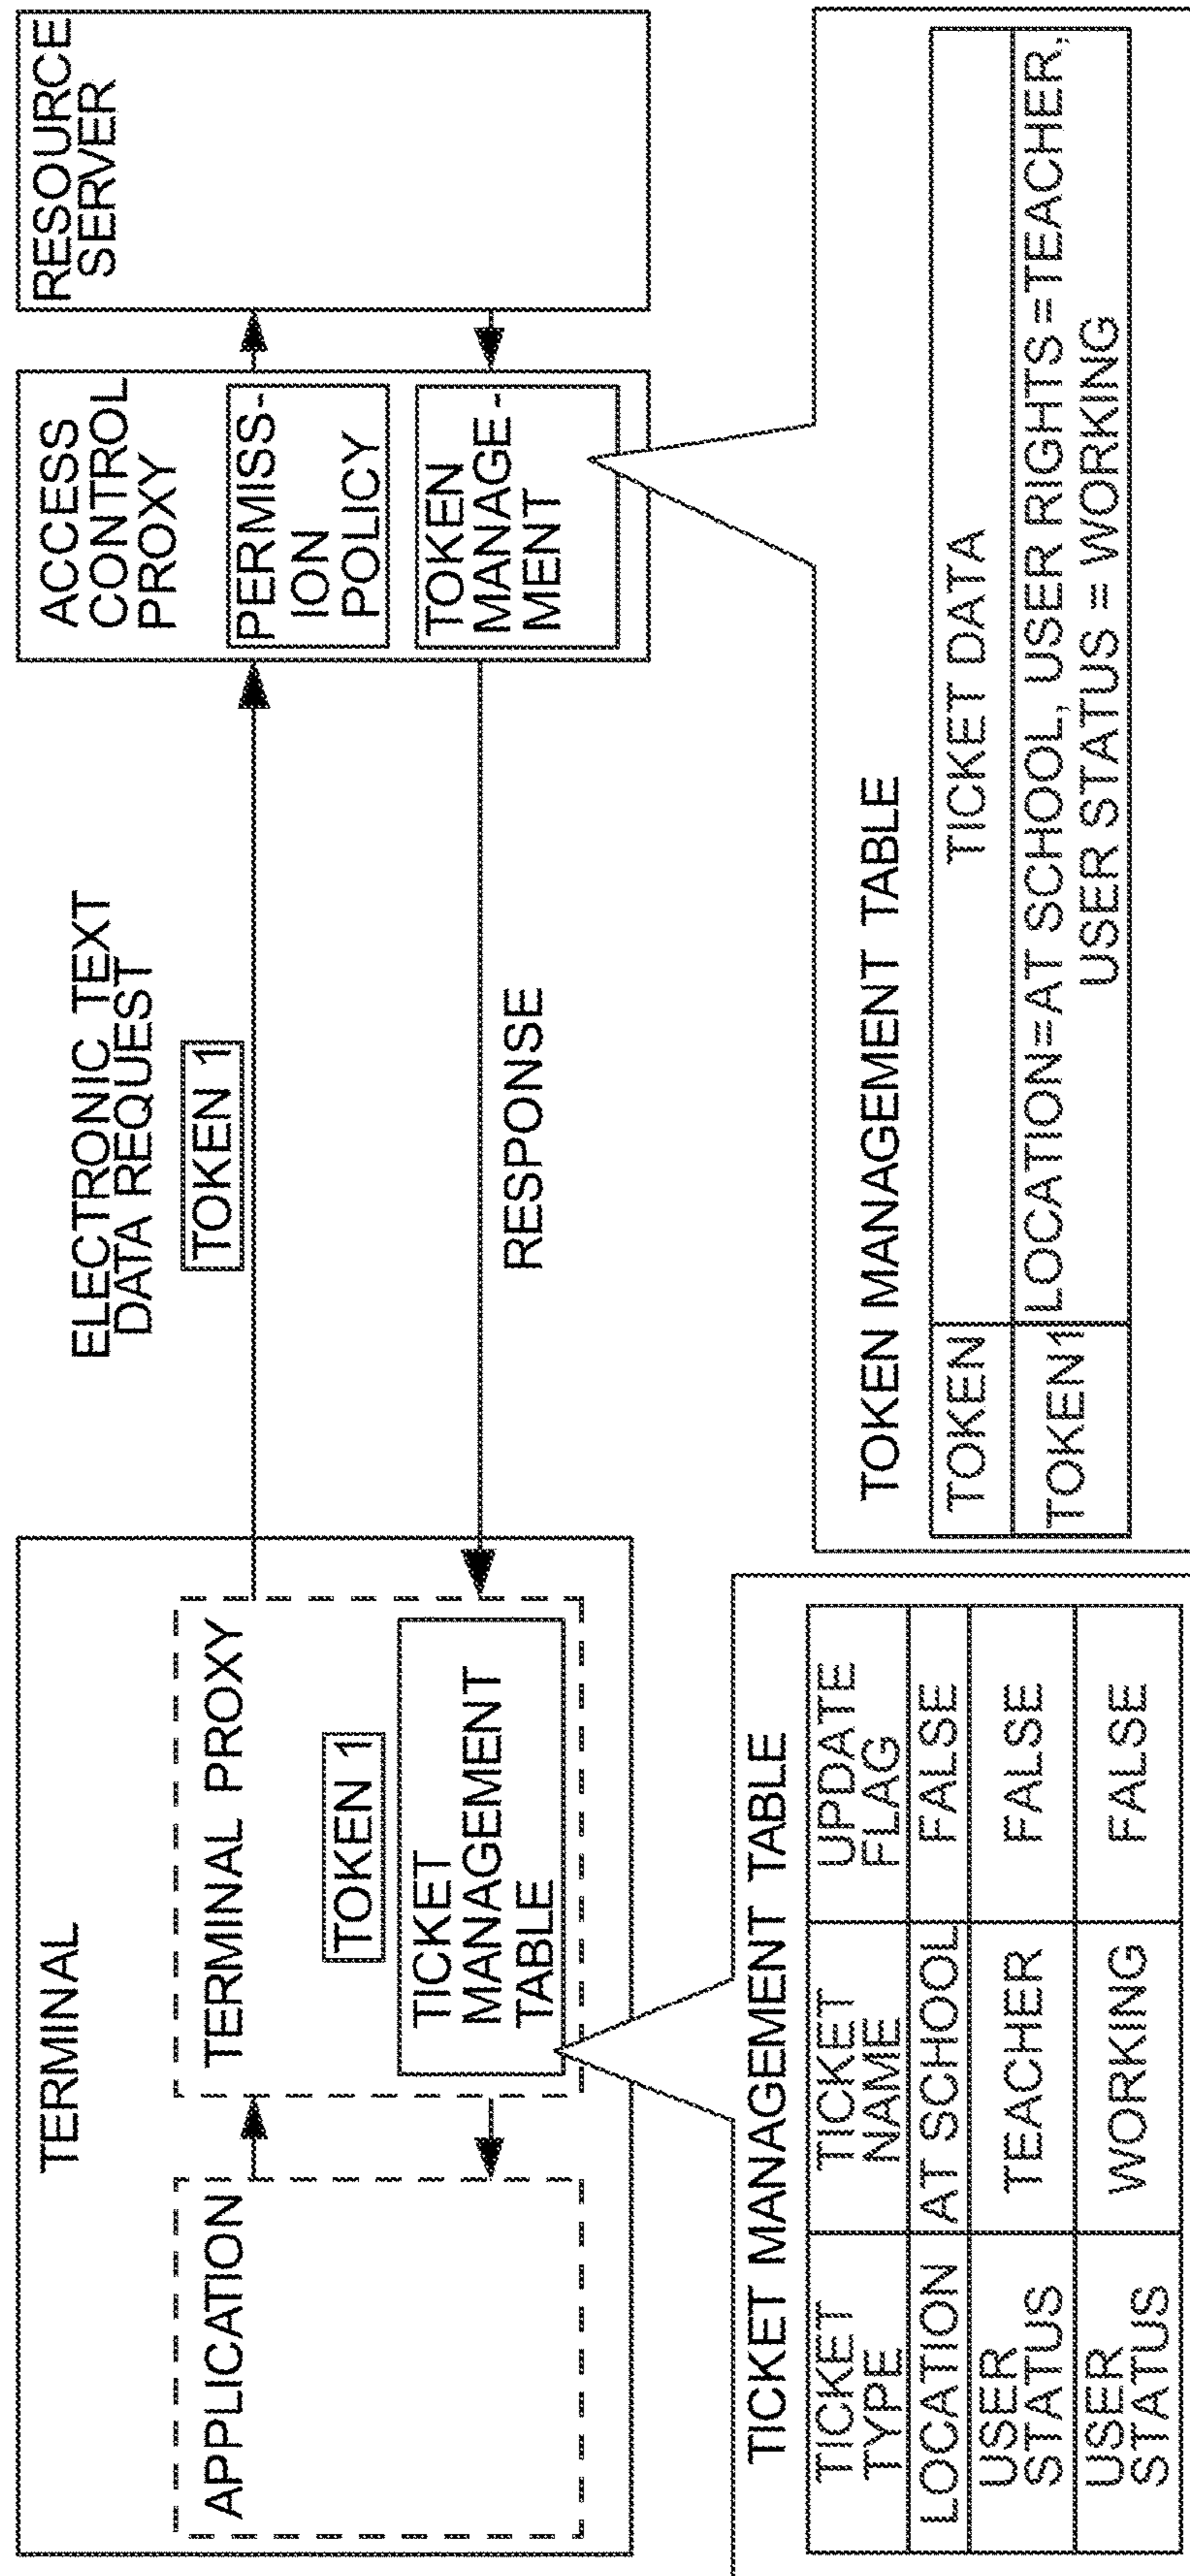 TERMINAL
APPLICATION
TERMINAL PROXY
TOKEN 1
TICKET
MANAGEMENT
TABLE
ELECTRONIC TEXT
DATA REQUEST
TOKEN 1
RESPONSE
ACCESS
CONTROL
PROXY
PERMISS-
ION
POLICY
TOKEN
MANAGE-
MENT
RESOURCE
SERVER
TICKET MANAGEMENT TABLE
TICKET TICKET UPDATE
TYPE NAME FLAG
LOCATION AT SCHOOL FALSE
USER
STATUS TEACHER FALSE
USER
STATUS WORKING FALSE
TOKEN MANAGEMENT TABLE
TOKEN TICKET DATA
TOKEN1 LOCATION=AT SCHOOL, USER RIGHTS=TEACHER,
USER STATUS = WORKING